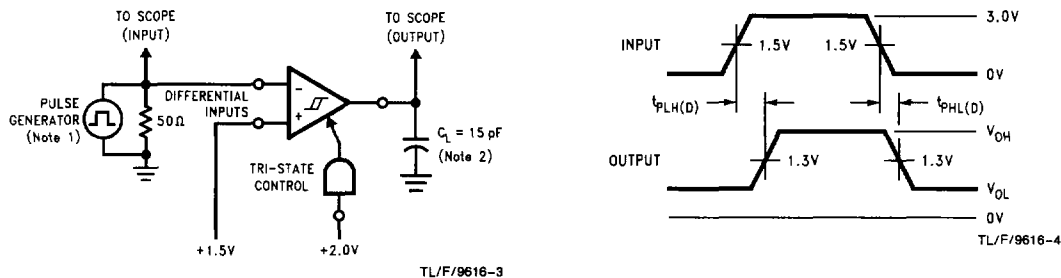 TO SCOPE
(INPUT)
TO SCOPE
(OUTPUT)
PULSE
GENERATOR
(Note 1)
50Ω
DIFFERENTIAL
INPUTS
−
+
C_L = 15 pF
(Note 2)
TRI-STATE
CONTROL
+1.5V
+2.0V
TL/F/9616-3
INPUT
1.5V
1.5V
3.0V
0V
t_PLH(D)
t_PHL(D)
OUTPUT
1.3V
1.3V
V_OH
V_OL
0V
TL/F/9616-4